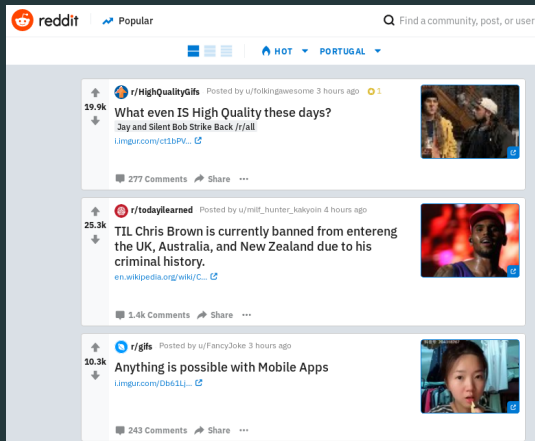 reddit
Popular
Find a community, post, or user
HOT
PORTUGAL
19.9k
r/HighQualityGifs Posted by u/folkingawesome 3 hours ago 1
What even IS High Quality these days?
Jay and Silent Bob Strike Back /r/all
i.imgur.com/ct1bPV...
277 Comments Share ...
25.3k
r/todayilearned Posted by u/milf_hunter_kakyoin 4 hours ago
TIL Chris Brown is currently banned from entereng
the UK, Australia, and New Zealand due to his
criminal history.
en.wikipedia.org/wiki/C...
1.4k Comments Share ...
10.3k
r/gifs Posted by u/FancyJoke 3 hours ago
Anything is possible with Mobile Apps
i.imgur.com/Db61Lj...
243 Comments Share ...